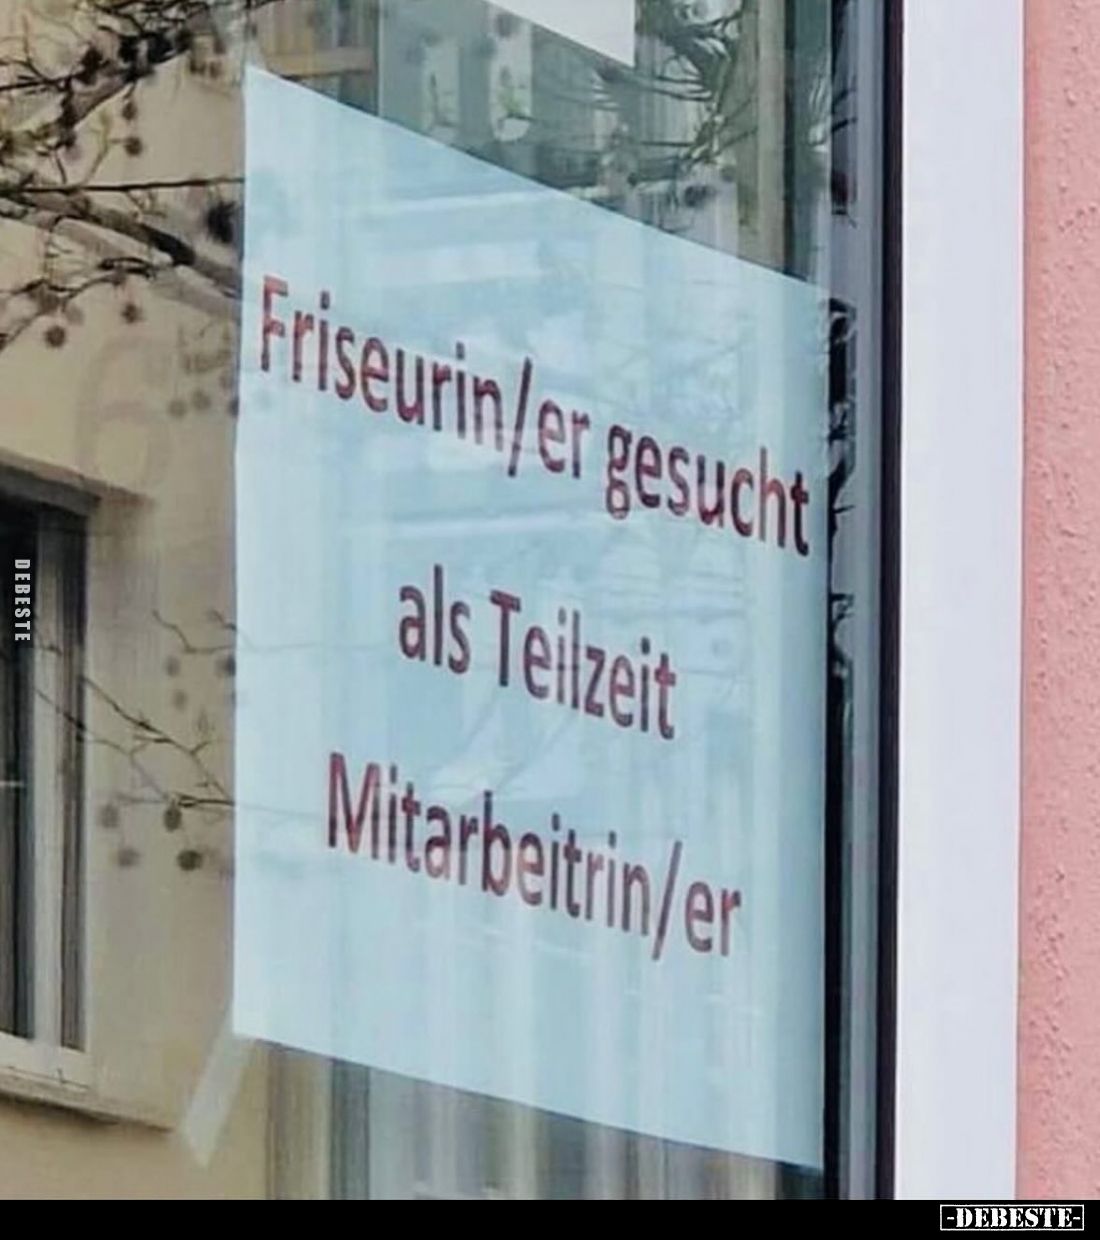 Friseurin/er gesucht
als Teilzeit
Mitarbeitrin/er
DEBESTE
-DEBESTE-